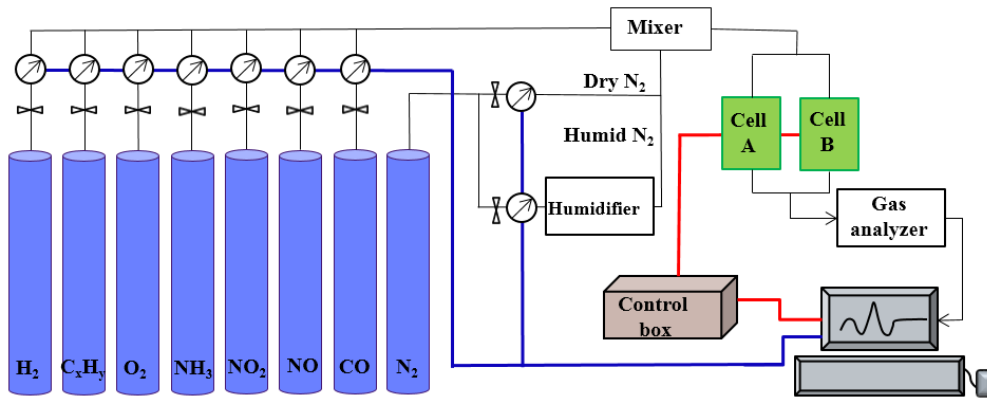 Mixer
Dry N₂
Humid N₂
Cell
A
Cell
B
Humidifier
Gas
analyzer
Control
box
H₂
CₓHᵧ
O₂
NH₃
NO₂
NO
CO
N₂